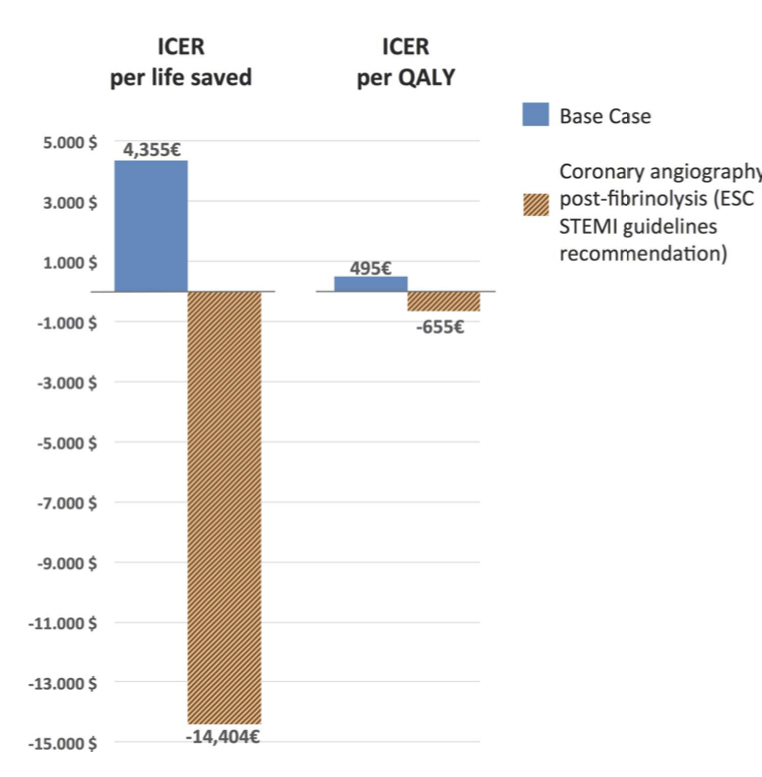 ICER
per life saved
ICER
per QALY
Base Case
Coronary angiography
post-fibrinolysis (ESC
STEMI guidelines
recommendation)
5.000 $
3.000 $
1.000 $
-1.000 $
-3.000 $
-5.000 $
-7.000 $
-9.000 $
-11.000 $
-13.000 $
-15.000 $
4,355€
-14,404€
495€
-655€